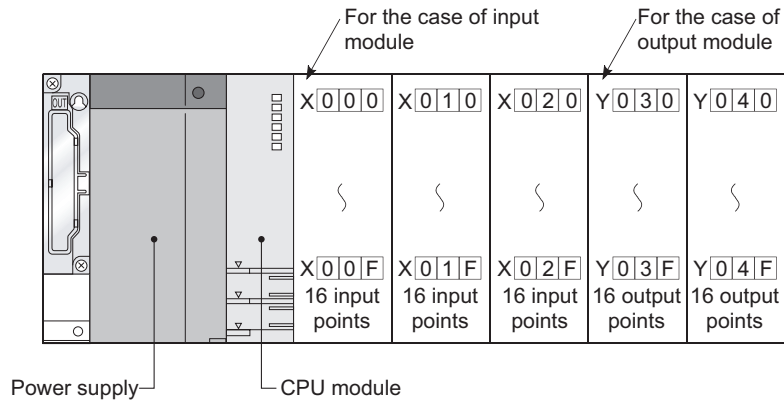 For the case of input
module
For the case of
output module
OUT
X000 X010 X020 Y030 Y040
X00F X01F X02F Y03F Y04F
16 input
points
16 input
points
16 input
points
16 output
points
16 output
points
Power supply
CPU module